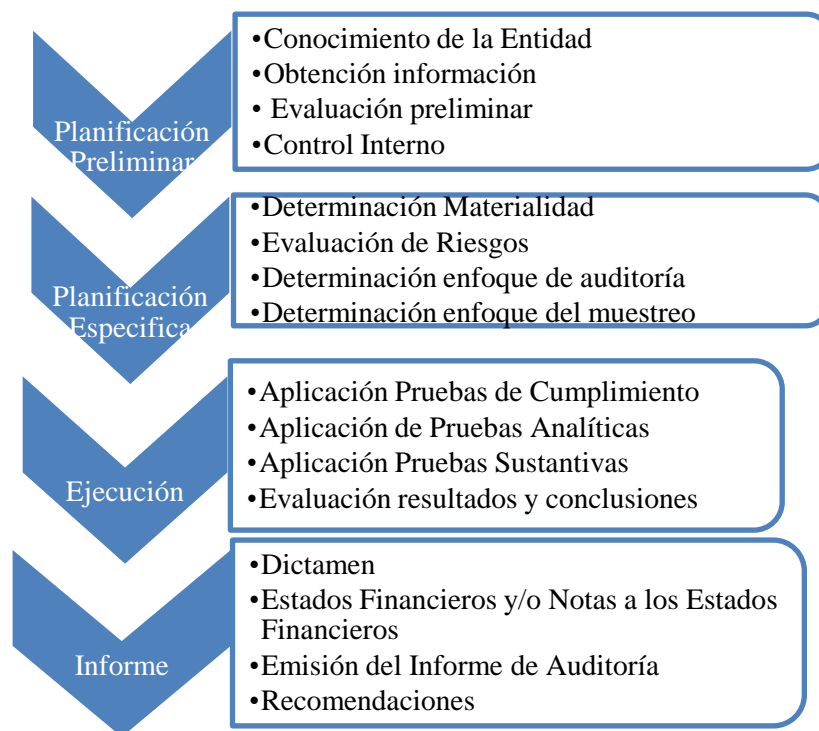 Planificación
Preliminar
•Conocimiento de la Entidad
•Obtención información
• Evaluación preliminar
•Control Interno
Planificación
Especifica
•Determinación Materialidad
•Evaluación de Riesgos
•Determinación enfoque de auditoría
•Determinación enfoque del muestreo
Ejecución
•Aplicación Pruebas de Cumplimiento
•Aplicación de Pruebas Analíticas
•Aplicación Pruebas Sustantivas
•Evaluación resultados y conclusiones
Informe
•Dictamen
•Estados Financieros y/o Notas a los Estados
Financieros
•Emisión del Informe de Auditoría
•Recomendaciones